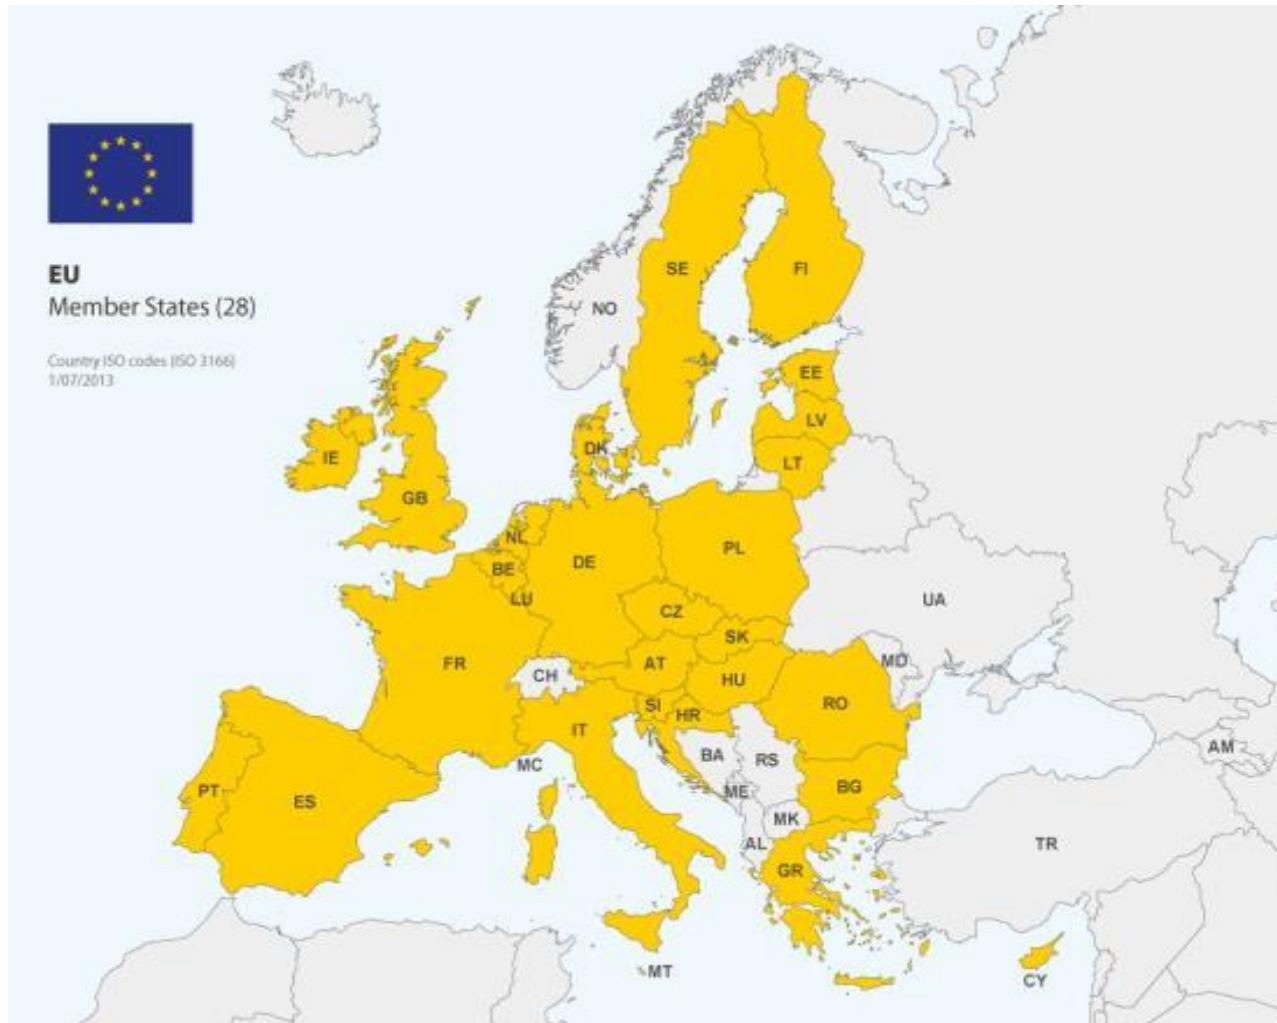 EU
Member States (28)
Country ISO codes (ISO 3166)
1/07/2013
SE
FI
NO
EE
LV
LT
DK
IE
GB
NL
BE
LU
DE
PL
CZ
SK
UA
FR
CH
AT
HU
MD
SI
HR
RO
IT
BA
RS
AM
MC
ME
BG
PT
ES
MK
AL
TR
GR
MT
CY